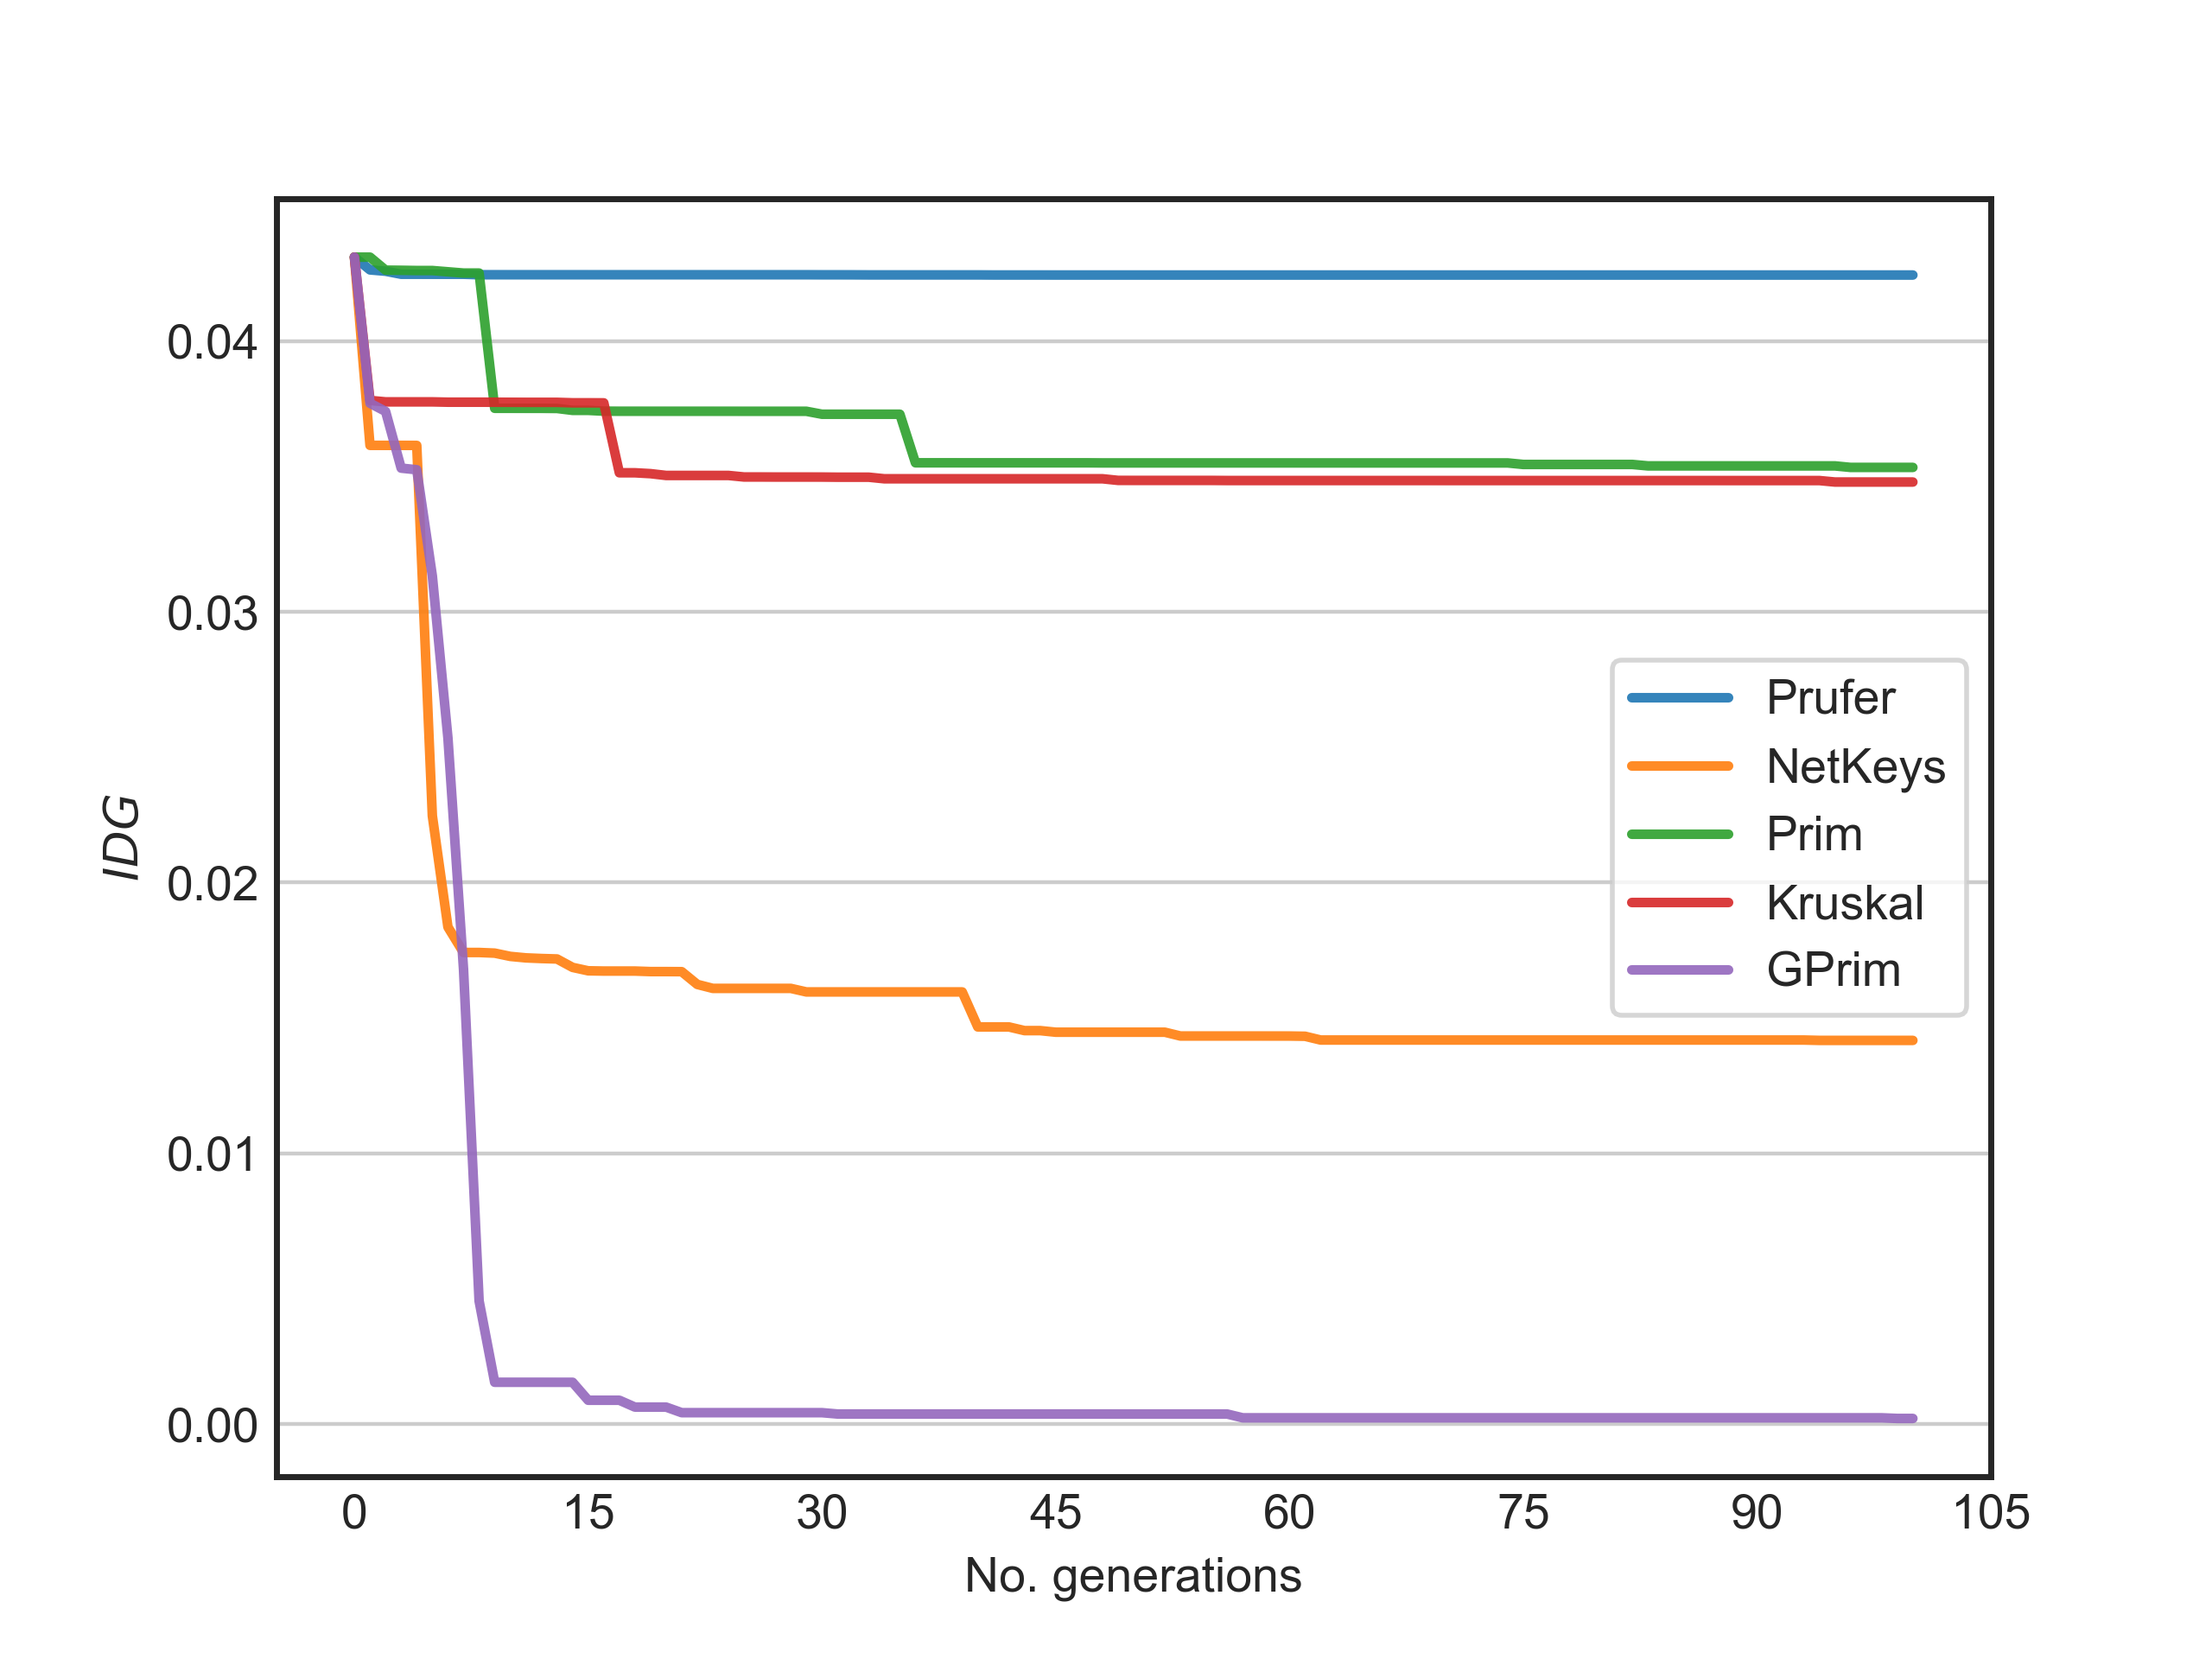 0.04
0.03
0.02
0.01
0.00
IDG
0 15 30 45 60 75 90 105
No. generations
Prufer
NetKeys
Prim
Kruskal
GPrim